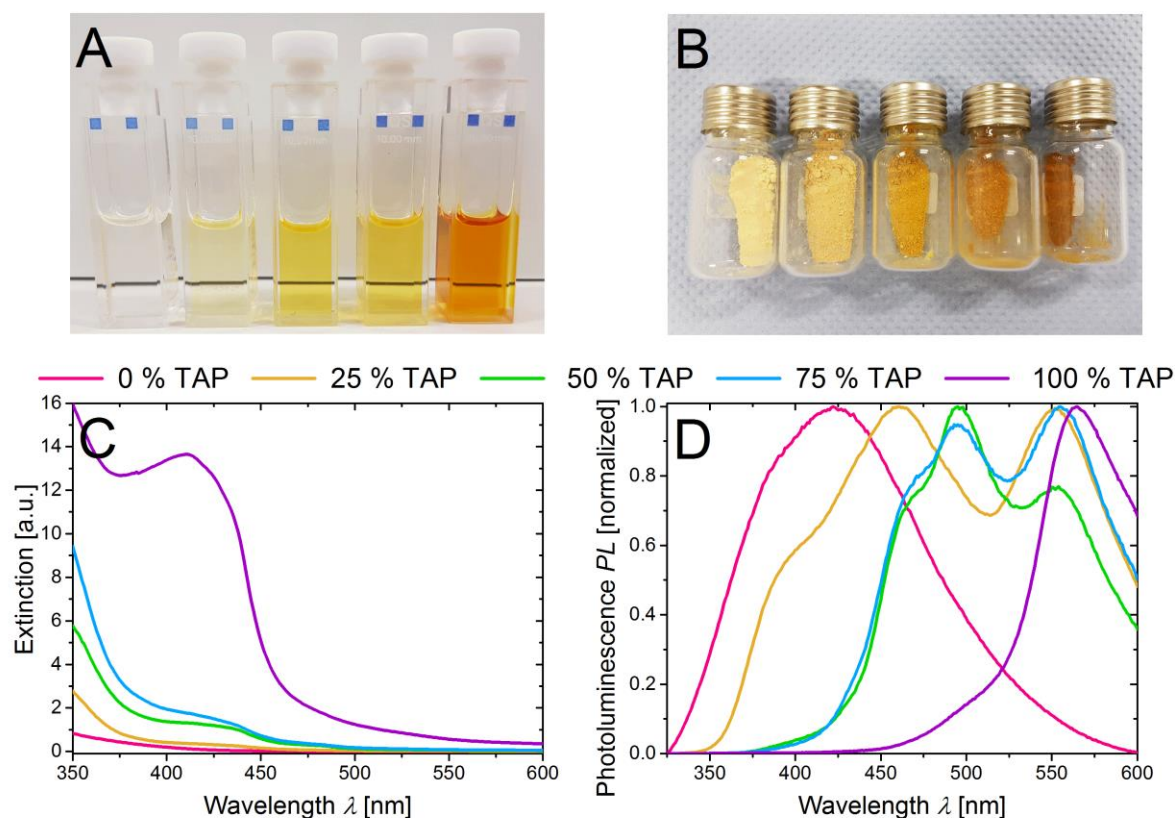 A
B
0 % TAP 25 % TAP 50 % TAP 75 % TAP 100 % TAP
C
16
14
12
10
8
6
4
2
0
Extinction [a.u.]
350 400 450 500 550 600
Wavelength λ [nm]
D
1.0
0.8
0.6
0.4
0.2
0.0
Photoluminescence PL [normalized]
350 400 450 500 550 600
Wavelength λ [nm]